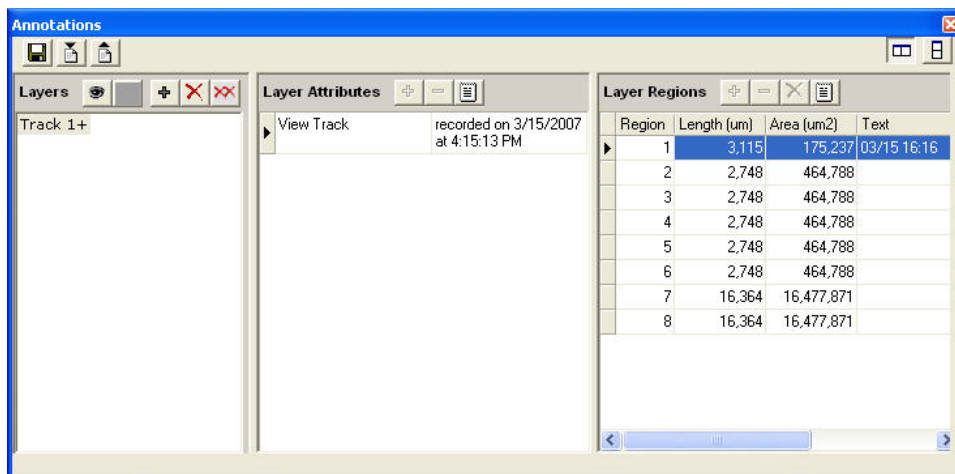 Annotations
Layers
Layer Attributes
Layer Regions
Track 1+
View Track recorded on 3/15/2007
at 4:15:13 PM
Region Length (um) Area (um2) Text
1 3,115 175,237 03/15 16:16
2 2,748 464,788
3 2,748 464,788
4 2,748 464,788
5 2,748 464,788
6 2,748 464,788
7 16,364 16,477,871
8 16,364 16,477,871